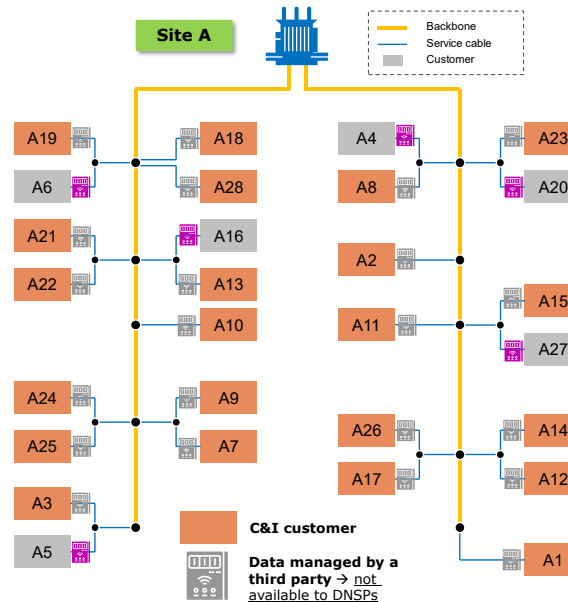 Site A
Backbone
Service cable
Customer
A19
A18
A6
A28
A21
A16
A22
A13
A10
A24
A9
A25
A7
A3
A5
A4
A23
A8
A20
A2
A15
A11
A27
A26
A14
A17
A12
A1
C&I customer
Data managed by a
third party → not
available to DNSPs